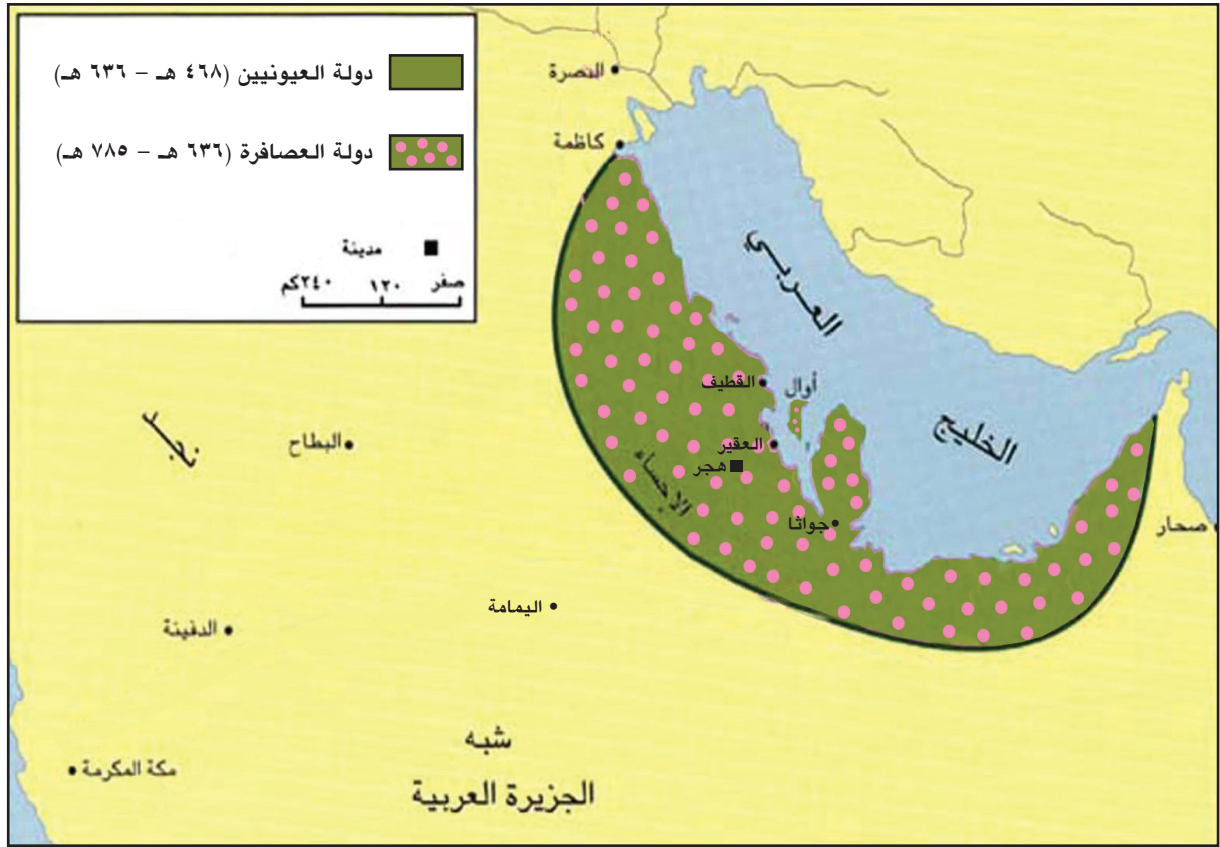 دولة العيونيين (٤٦٨ هـ – ٦٣٦ هـ)
دولة العصافرة (٦٣٦ هـ – ٧٨٥ هـ)
مدينة
صفر ١٢٠ ٢٤٠كم
النصرة
كاظمة
العربي
الخليج
القطيف
أوال
العقير
هجر
الإحساء
جواثا
صحار
نجد
البطاح
اليمامة
الدفينة
مكة المكرمة
شبه
الجزيرة العربية